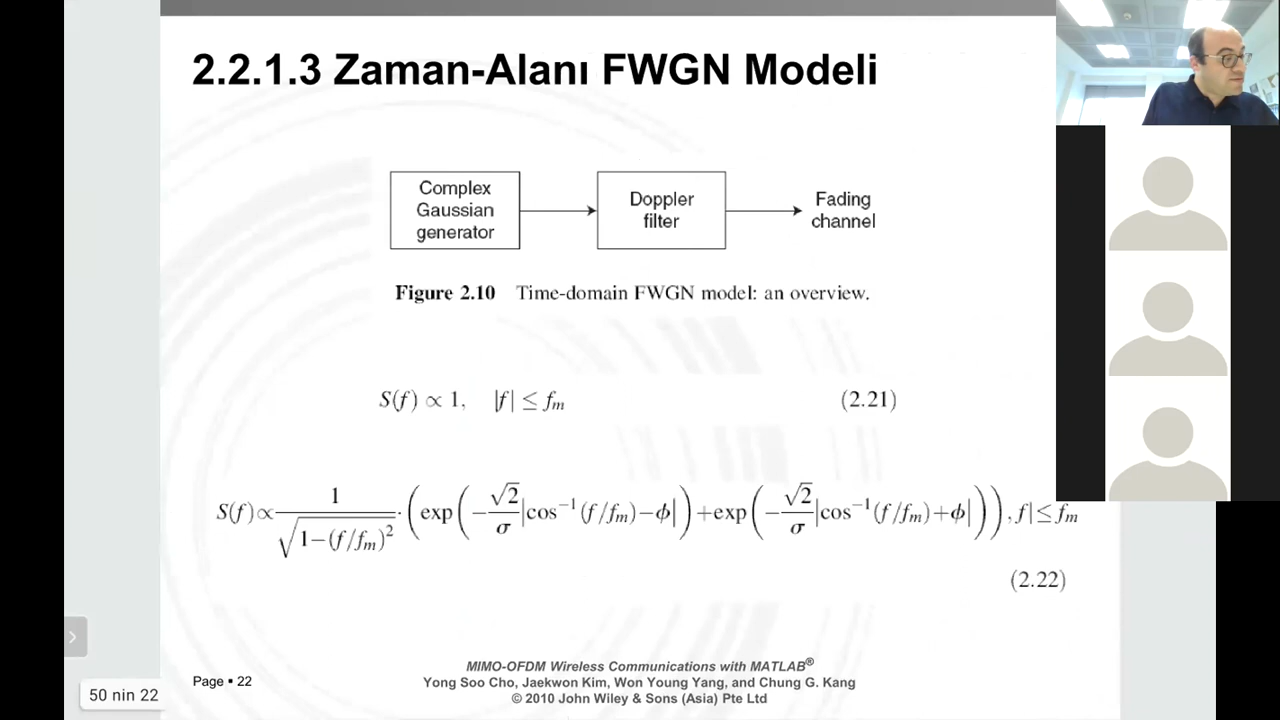 2.2.1.3 Zaman-Alanı FWGN Modeli
Complex
Gaussian
generator
Doppler
filter
Fading
channel
Figure 2.10 Time-domain FWGN model: an overview.
S(f) ∝ 1, |f| ≤ fm (2.21)
S(f)∝ 1/√(1−(f/fm)²) · (exp(−√2/σ |cos⁻¹(f/fm)−ϕ|)+exp(−√2/σ |cos⁻¹(f/fm)+ϕ|)), f|≤fm
(2.22)
MIMO-OFDM Wireless Communications with MATLAB®
Yong Soo Cho, Jaekwon Kim, Won Young Yang, and Chung G. Kang
© 2010 John Wiley & Sons (Asia) Pte Ltd
Page ▪ 22
50 nin 22